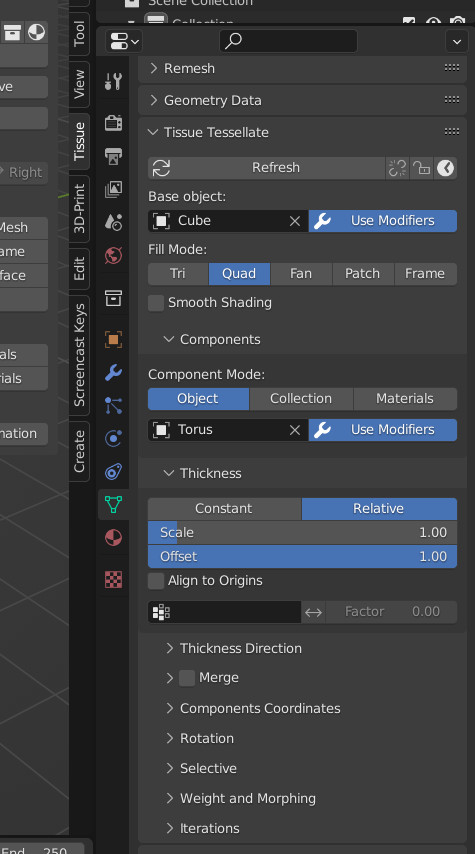 Scene Collection
Collection
Tool
View
Tissue
3D-Print
Edit
Screencast Keys
Create
ve
Right
Mesh
ame
face
als
rials
nation
End
250
Remesh
Geometry Data
Tissue Tessellate
Refresh
Base object:
Cube
Use Modifiers
Fill Mode:
Tri Quad Fan Patch Frame
Smooth Shading
Components
Component Mode:
Object Collection Materials
Torus
Use Modifiers
Thickness
Constant Relative
Scale 1.00
Offset 1.00
Align to Origins
Factor 0.00
Thickness Direction
Merge
Components Coordinates
Rotation
Selective
Weight and Morphing
Iterations